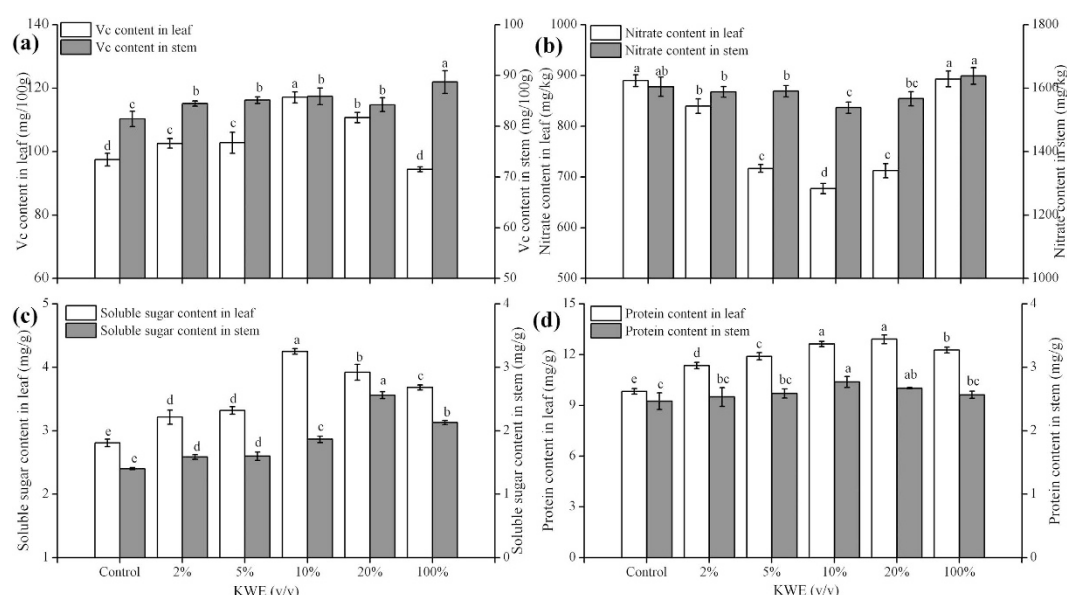 (a)
Vc content in leaf
Vc content in stem
140
120
100
80
60
Vc content in leaf (mg/100g)
100
90
80
70
60
50
Vc content in stem (mg/100g)
d c c b c b a b b b d a
(b)
Nitrate content in leaf
Nitrate content in stem
1000
900
800
700
600
500
Nitrate content in leaf (mg/kg)
1800
1600
1400
1200
1000
Nitrate content in stem (mg/kg)
a ab b b c b d c c bc a a
(c)
Soluble sugar content in leaf
Soluble sugar content in stem
5
4
3
2
1
Soluble sugar content in leaf (mg/g)
4
3
2
1
0
Soluble sugar content in stem (mg/g)
e e d d d d a c b a c b
Control 2% 5% 10% 20% 100%
KWE (v/v)
(d)
Protein content in leaf
Protein content in stem
15
12
9
6
3
0
Protein content in leaf (mg/g)
4
3
2
1
0
Protein content in stem (mg/g)
e c d bc c bc a a a ab b bc
Control 2% 5% 10% 20% 100%
KWE (v/v)